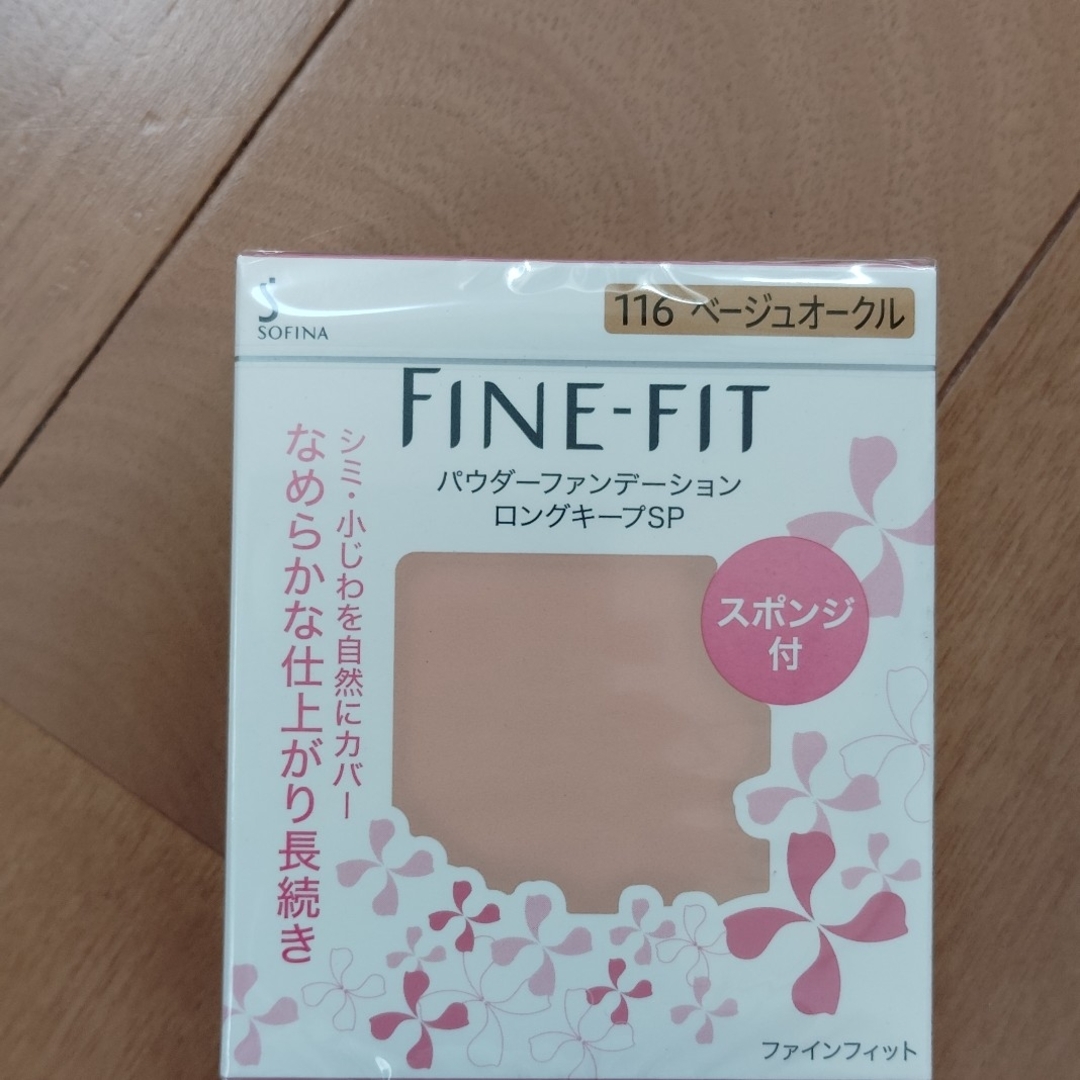 SOFINA
116 ベージュオークル
FINE-FIT
パウダーファンデーション
ロングキープSP
シミ・小じわを自然にカバー
なめらかな仕上がり長続き
スポンジ
付
ファインフィット